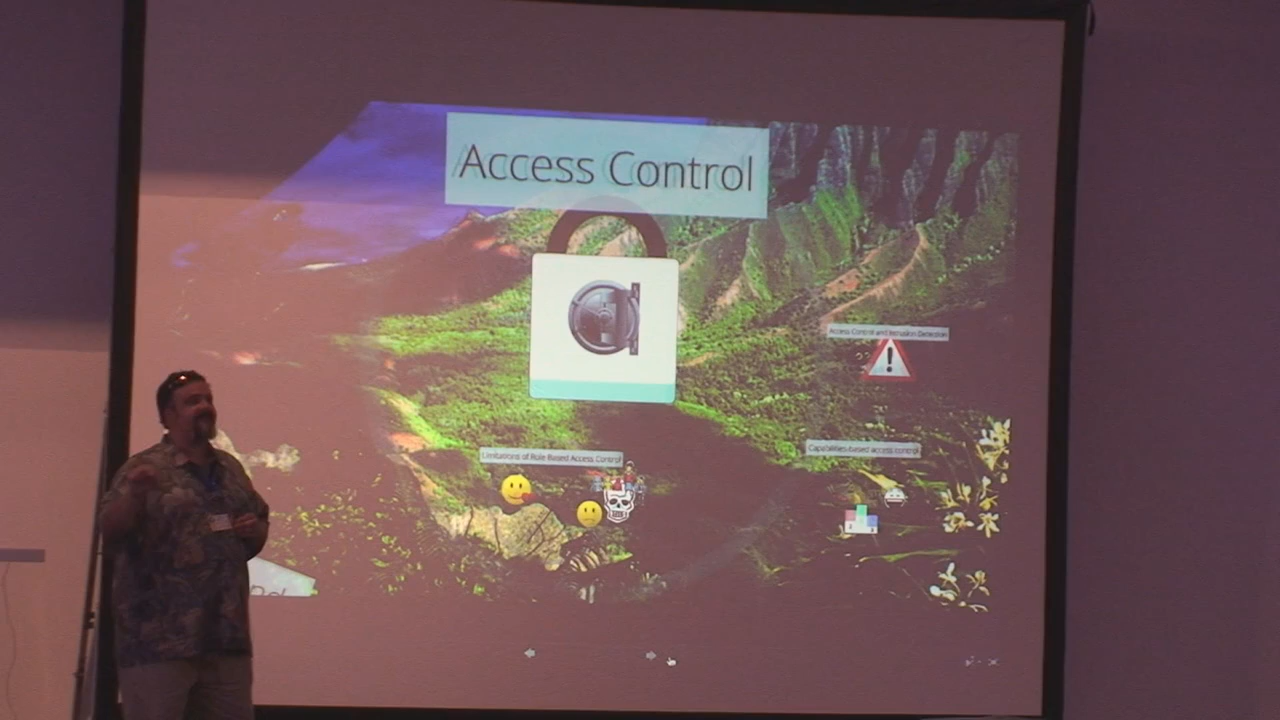 Access Control
Access Control and Intrusion Detection
Capabilities-based access control
Limitations of Role Based Access Control